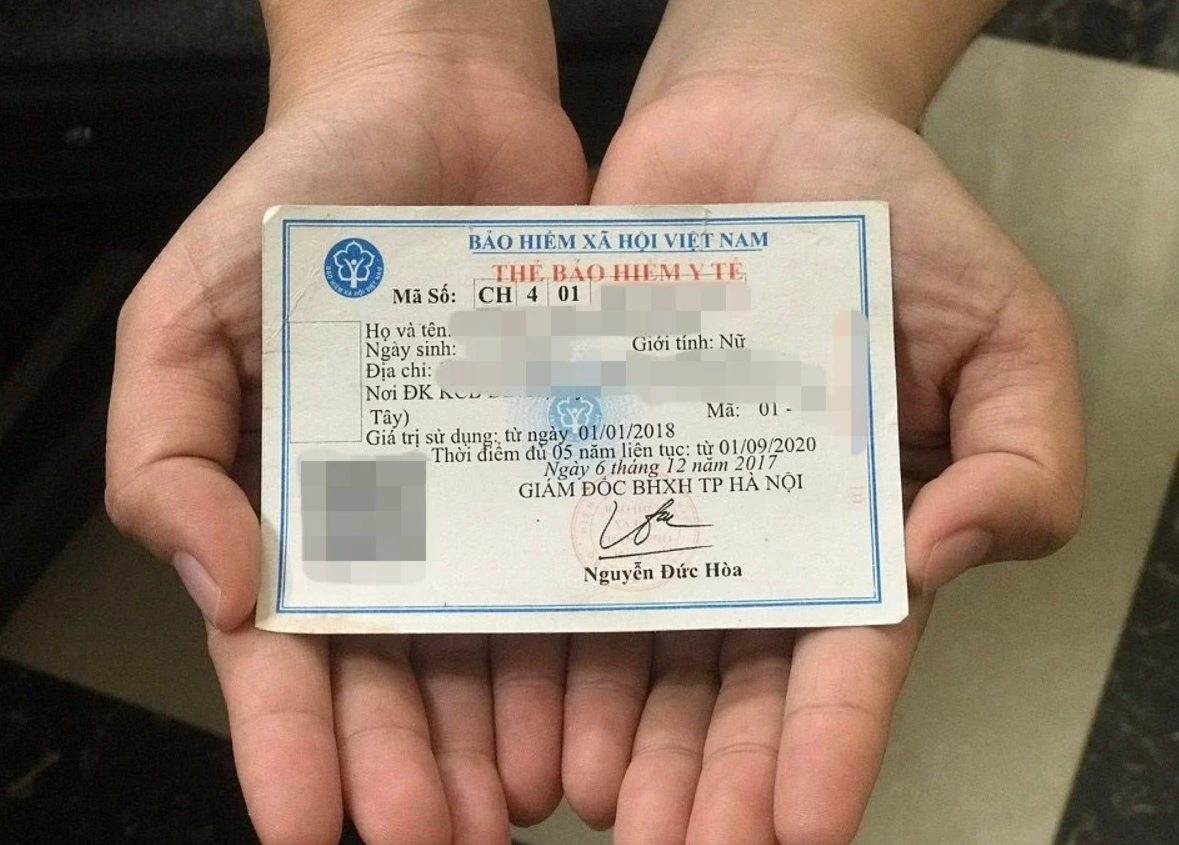 BẢO HIỂM XÃ HỘI VIỆT NAM
THẺ BẢO HIỂM Y TẾ
Mã Số: CH 4 01
Họ và tên:
Ngày sinh: Giới tính: Nữ
Địa chỉ:
Nơi ĐK KCB
Tây) Mã: 01 -
Giá trị sử dụng: từ ngày 01/01/2018
Thời điểm đủ 05 năm liên tục: từ 01/09/2020
Ngày 6 tháng 12 năm 2017
GIÁM ĐỐC BHXH TP HÀ NỘI
Nguyễn Đức Hòa